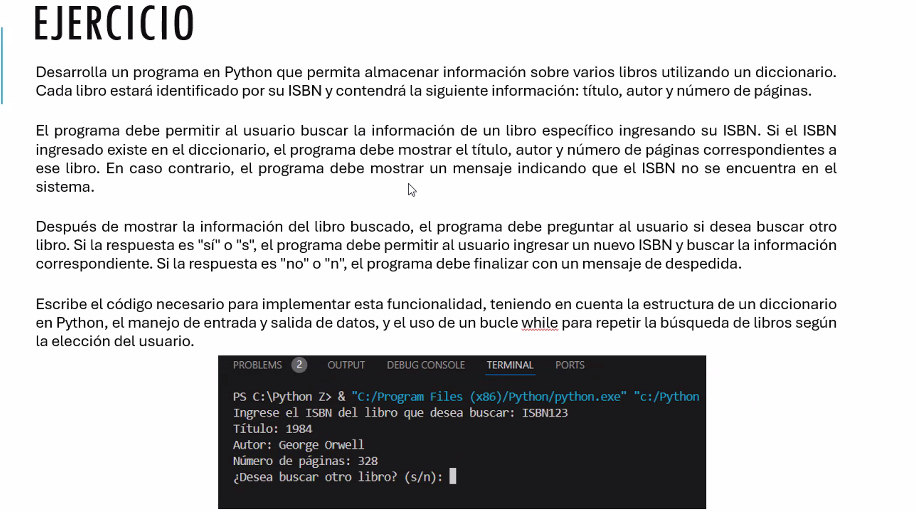 EJERCICIO
Desarrolla un programa en Python que permita almacenar información sobre varios libros utilizando un diccionario.
Cada libro estará identificado por su ISBN y contendrá la siguiente información: título, autor y número de páginas.
El programa debe permitir al usuario buscar la información de un libro específico ingresando su ISBN. Si el ISBN
ingresado existe en el diccionario, el programa debe mostrar el título, autor y número de páginas correspondientes a
ese libro. En caso contrario, el programa debe mostrar un mensaje indicando que el ISBN no se encuentra en el
sistema.
Después de mostrar la información del libro buscado, el programa debe preguntar al usuario si desea buscar otro
libro. Si la respuesta es "sí" o "s", el programa debe permitir al usuario ingresar un nuevo ISBN y buscar la información
correspondiente. Si la respuesta es "no" o "n", el programa debe finalizar con un mensaje de despedida.
Escribe el código necesario para implementar esta funcionalidad, teniendo en cuenta la estructura de un diccionario
en Python, el manejo de entrada y salida de datos, y el uso de un bucle while para repetir la búsqueda de libros según
la elección del usuario.
PROBLEMS 2 OUTPUT DEBUG CONSOLE TERMINAL PORTS
PS C:\Python Z> & "C:/Program Files (x86)/Python/python.exe" "c:/Python
Ingrese el ISBN del libro que desea buscar: ISBN123
Título: 1984
Autor: George Orwell
Número de páginas: 328
¿Desea buscar otro libro? (s/n):